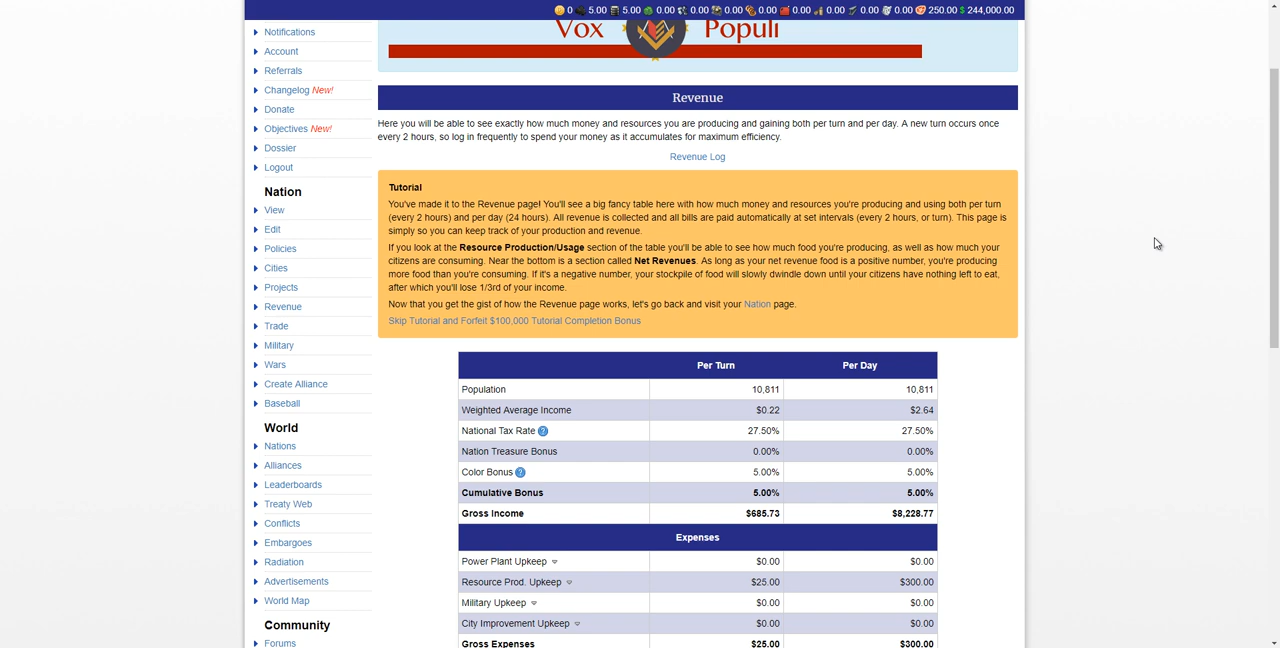 0 5.00 5.00 0.00 0.00 0.00 0.00 0.00 0.00 0.00 0.00 250.00 $ 244,000.00
Vox Populi
Notifications
Account
Referrals
Changelog New!
Donate
Objectives New!
Dossier
Logout
Nation
View
Edit
Policies
Cities
Projects
Revenue
Trade
Military
Wars
Create Alliance
Baseball
World
Nations
Alliances
Leaderboards
Treaty Web
Conflicts
Embargoes
Radiation
Advertisements
World Map
Community
Forums
Revenue
Here you will be able to see exactly how much money and resources you are producing and gaining both per turn and per day. A new turn occurs once
every 2 hours, so log in frequently to spend your money as it accumulates for maximum efficiency.
Revenue Log
Tutorial
You've made it to the Revenue page! You'll see a big fancy table here with how much money and resources you're producing and using both per turn
(every 2 hours) and per day (24 hours). All revenue is collected and all bills are paid automatically at set intervals (every 2 hours, or turn). This page is
simply so you can keep track of your production and revenue.
If you look at the Resource Production/Usage section of the table you'll be able to see how much food you're producing, as well as how much your
citizens are consuming. Near the bottom is a section called Net Revenues. As long as your net revenue food is a positive number, you're producing
more food than you're consuming. If it's a negative number, your stockpile of food will slowly dwindle down until your citizens have nothing left to eat,
after which you'll lose 1/3rd of your income.
Now that you get the gist of how the Revenue page works, let's go back and visit your Nation page.
Skip Tutorial and Forfeit $100,000 Tutorial Completion Bonus
Per Turn Per Day
Population 10,811 10,811
Weighted Average Income $0.22 $2.64
National Tax Rate ? 27.50% 27.50%
Nation Treasure Bonus 0.00% 0.00%
Color Bonus ? 5.00% 5.00%
Cumulative Bonus 5.00% 5.00%
Gross Income $685.73 $8,228.77
Expenses
Power Plant Upkeep $0.00 $0.00
Resource Prod. Upkeep $25.00 $300.00
Military Upkeep $0.00 $0.00
City Improvement Upkeep $0.00 $0.00
Gross Expenses $25.00 $300.00